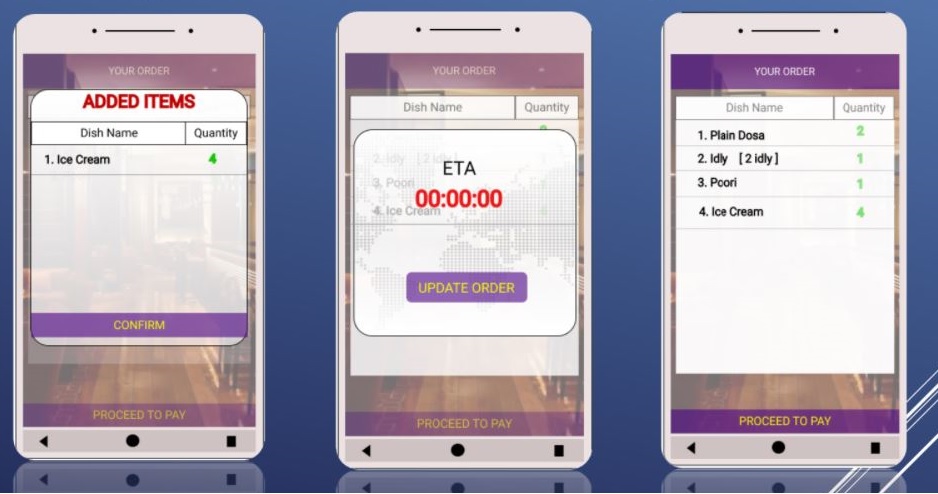 YOUR ORDER
ADDED ITEMS
Dish Name Quantity
1. Ice Cream 4
CONFIRM
PROCEED TO PAY
YOUR ORDER
Dish Name Quantity
2. Idly [ 2 idly ]
3. Poori
4. Ice Cream
ETA
00:00:00
UPDATE ORDER
PROCEED TO PAY
YOUR ORDER
Dish Name Quantity
1. Plain Dosa 2
2. Idly [ 2 idly ] 1
3. Poori 1
4. Ice Cream 4
PROCEED TO PAY